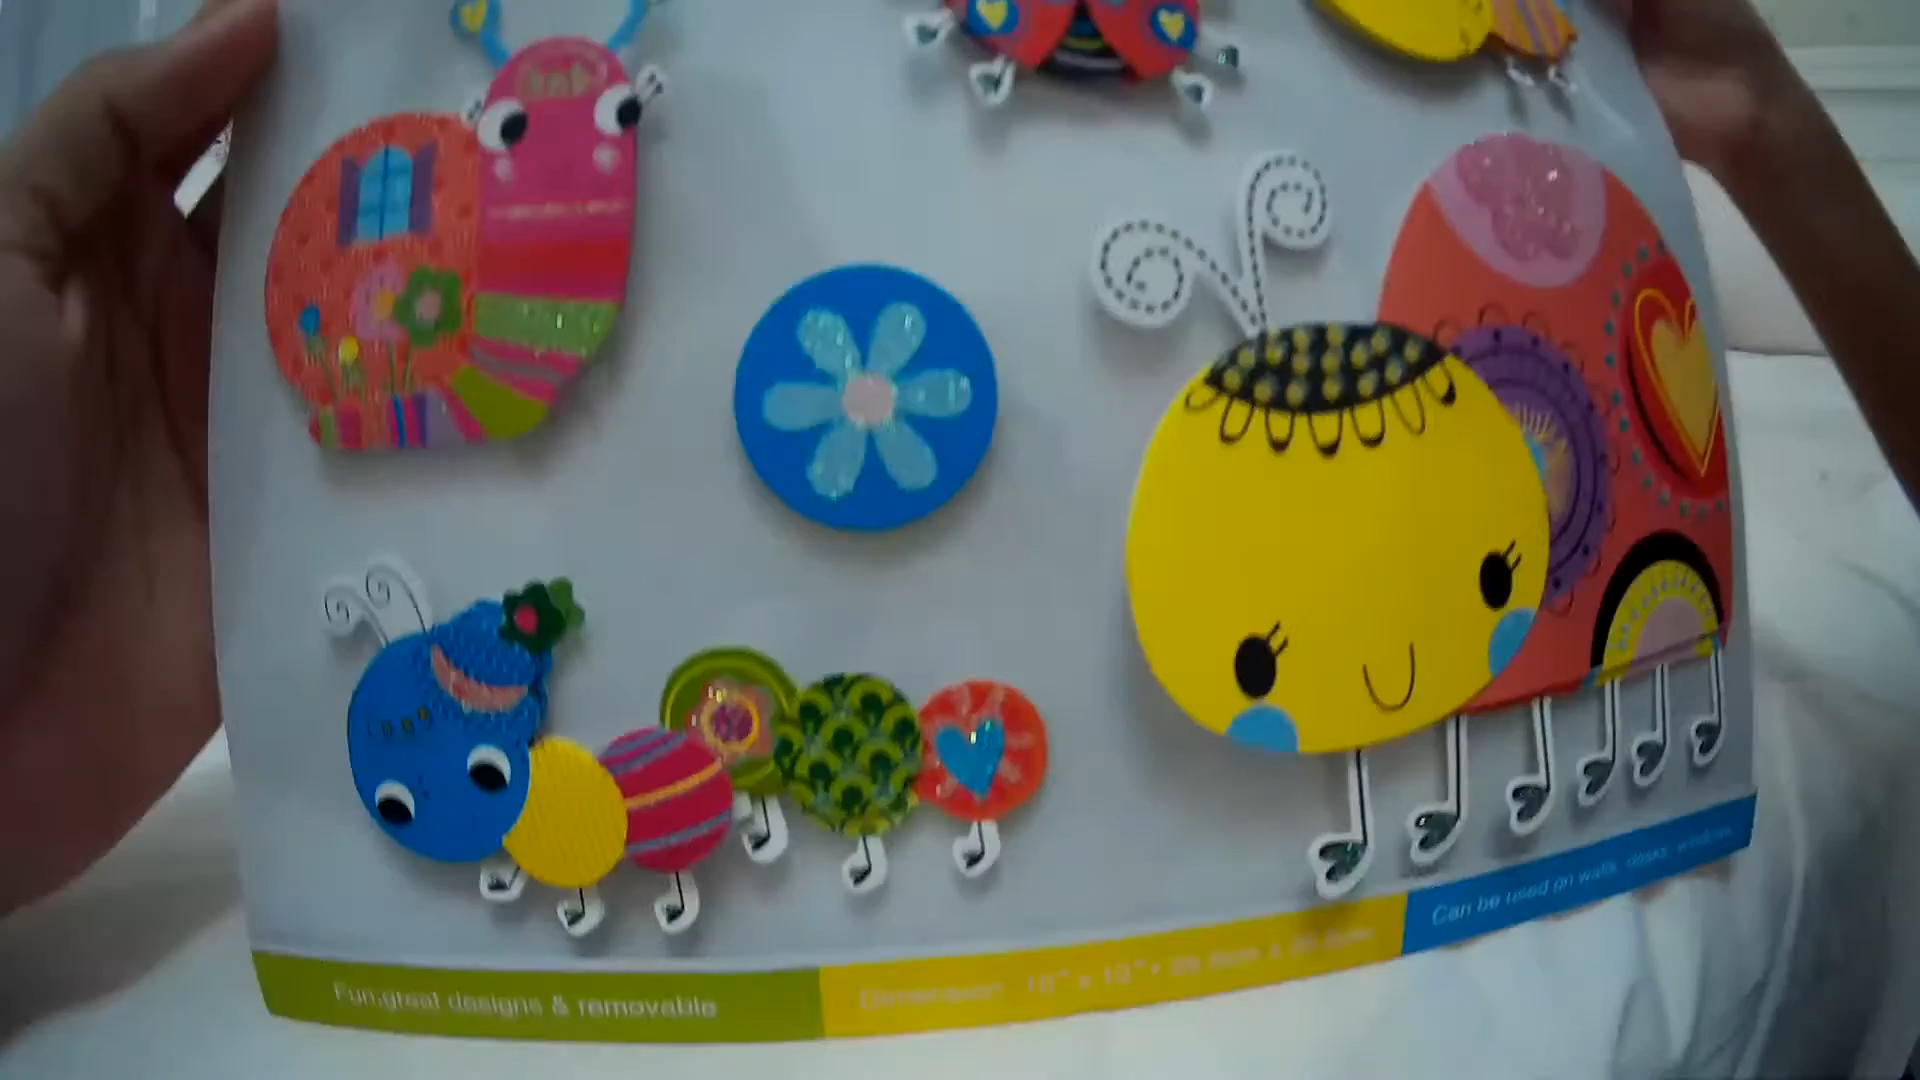 Fun,great designs & removable
Dimension: 10" x 10"
Can be used on walls, desks, windows